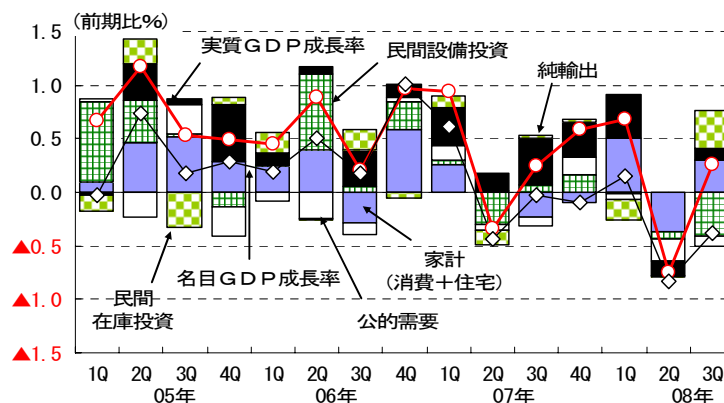 (前期比%)
1.5
1.0
0.5
0.0
▲0.5
▲1.0
▲1.5
実質GDP成長率
民間設備投資
純輸出
家計
(消費+住宅)
名目GDP成長率
民間
在庫投資
公的需要
1Q 2Q 3Q 4Q 1Q 2Q 3Q 4Q 1Q 2Q 3Q 4Q 1Q 2Q 3Q
05年 06年 07年 08年